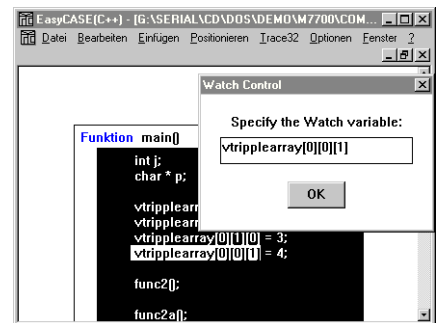 EasyCASE(C++) - [G:\SERIAL\CD\DOS\DEMO\M7700\COM...
Datei Bearbeiten Einfügen Positionieren Trace32 Optionen Fenster ?
Watch Control
Specify the Watch variable:
vtripplearray[0][0][1]
OK
Funktion main()
int j;
char * p;
vtripplearr
vtripplearr
vtripplearray[0][1][0] = 3;
vtripplearray[0][0][1] = 4;
func2();
func2a();